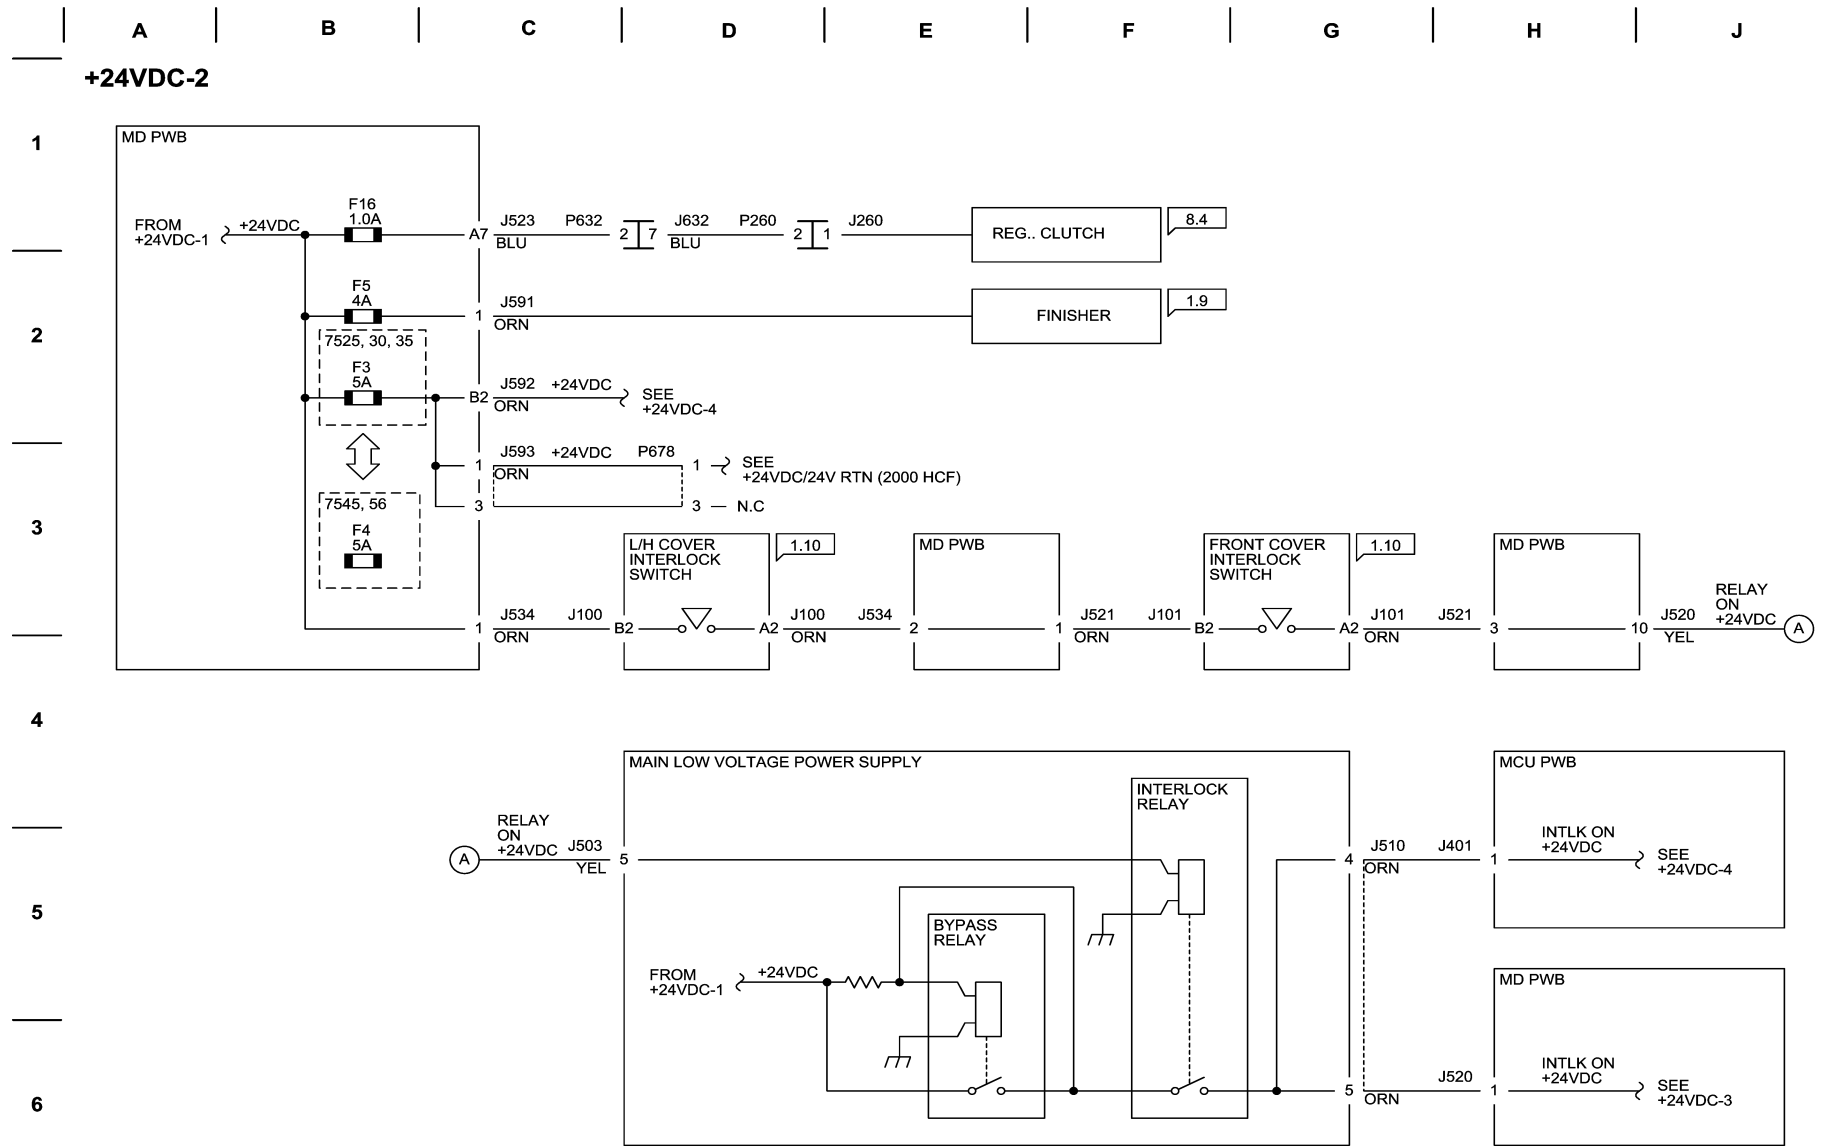 A B C D E F G H J
+24VDC-2
1
MD PWB
FROM
+24VDC-1
+24VDC
F16
1.0A
A7
J523
BLU
P632
2 7
J632
BLU
P260
2 1
J260
REG.. CLUTCH
8.4
2
F5
4A
1
J591
ORN
FINISHER
1.9
7525, 30, 35
F3
5A
B2
J592
ORN
+24VDC
SEE
+24VDC-4
1
J593
ORN
+24VDC
P678
1
SEE
+24VDC/24V RTN (2000 HCF)
3
3
N.C
3
7545, 56
F4
5A
1
J534
ORN
J100
B2
L/H COVER
INTERLOCK
SWITCH
1.10
A2
J100
ORN
J534
2
MD PWB
1
J521
ORN
J101
B2
FRONT COVER
INTERLOCK
SWITCH
1.10
A2
J101
ORN
J521
3
MD PWB
10
J520
YEL
RELAY
ON
+24VDC
A
4
MAIN LOW VOLTAGE POWER SUPPLY
A
RELAY
ON
+24VDC
J503
YEL
5
INTERLOCK
RELAY
4
J510
ORN
J401
1
MCU PWB
INTLK ON
+24VDC
SEE
+24VDC-4
5
BYPASS
RELAY
FROM
+24VDC-1
+24VDC
MD PWB
6
5
ORN
J520
1
INTLK ON
+24VDC
SEE
+24VDC-3